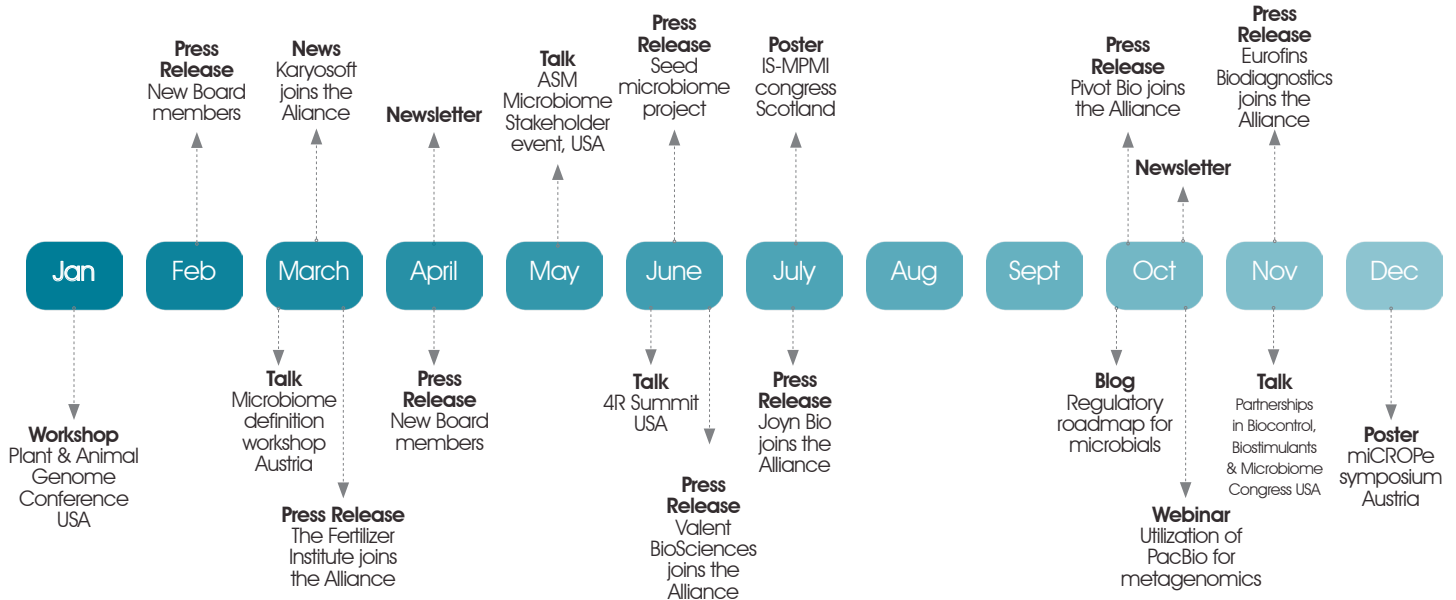 Press
Release
New Board
members
News
Karyosoft
joins the
Aliance
Newsletter
Talk
ASM
Microbiome
Stakeholder
event, USA
Press
Release
Seed
microbiome
project
Poster
IS-MPMI
congress
Scotland
Press
Release
Pivot Bio joins
the Alliance
Newsletter
Press
Release
Eurofins
Biodiagnostics
joins the
Alliance
Jan
Feb
March
April
May
June
July
Aug
Sept
Oct
Nov
Dec
Workshop
Plant & Animal
Genome
Conference
USA
Talk
Microbiome
definition
workshop
Austria
Press Release
The Fertilizer
Institute joins
the Alliance
Press
Release
New Board
members
Talk
4R Summit
USA
Press
Release
Valent
BioSciences
joins the
Alliance
Press
Release
Joyn Bio
joins the
Alliance
Blog
Regulatory
roadmap for
microbials
Webinar
Utilization of
PacBio for
metagenomics
Talk
Partnerships
in Biocontrol,
Biostimulants
& Microbiome
Congress USA
Poster
miCROPe
symposium
Austria